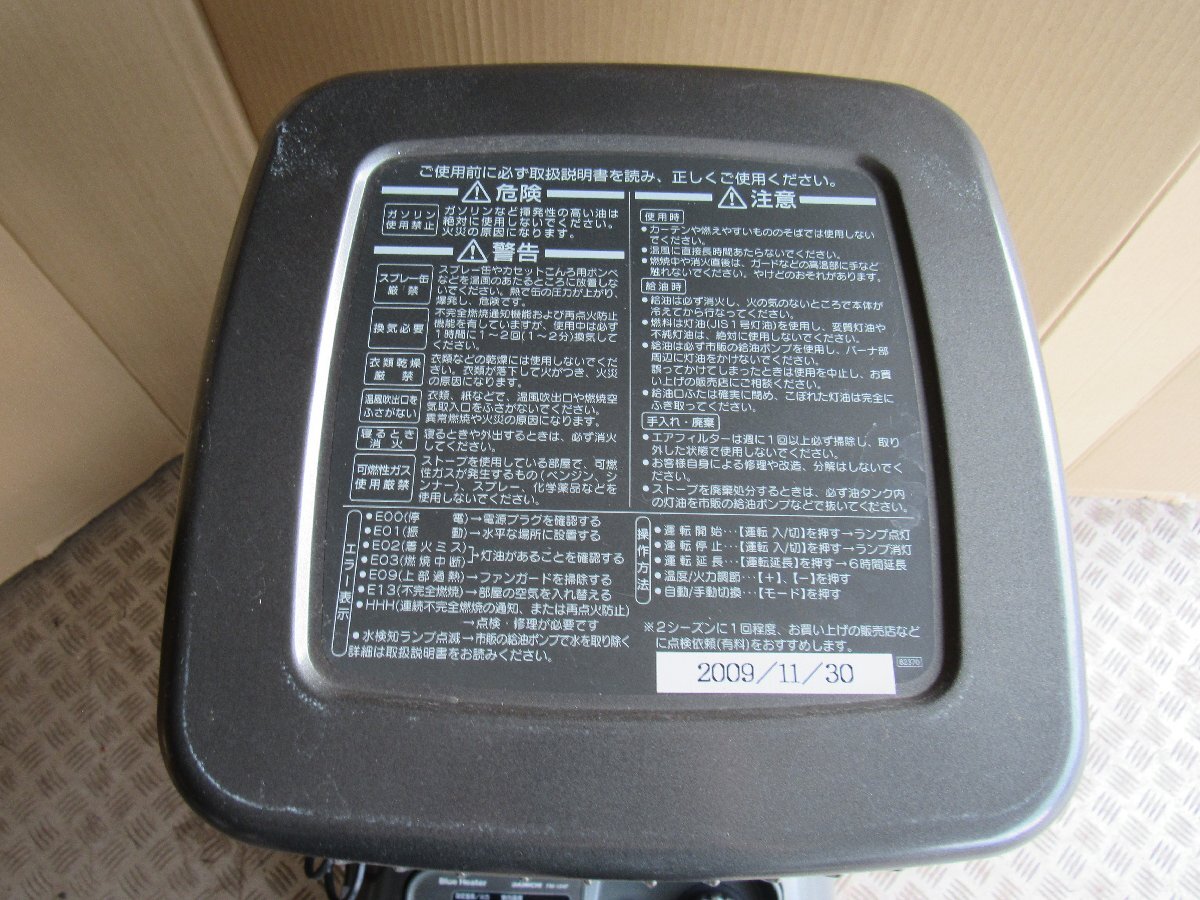 ご使用前に必ず取扱説明書を読み、正しくご使用ください。
危険
ガソリン
使用禁止
ガソリンなど揮発性の高い油は
絶対に使用しないでください。
火災の原因になります。
警告
スプレー缶
厳禁
スプレー缶やカセットこんろ用ボンベ
などを温風のあたるところに放置しな
いでください。熱で缶の圧力が上がり、
爆発し、危険です。
換気必要
不完全燃焼通知機能および再点火防止
機能を有していますが、使用中は必ず
1時間に1〜2回(1〜2分)換気して
ください。
衣類乾燥
厳禁
衣類などの乾燥には使用しないでくだ
さい。衣類が落下して火がつき、火災
の原因になります。
温風吹出口を
ふさがない
衣類、紙などで、温風吹出口や燃焼空
気取入口をふさがないでください。
異常燃焼や火災の原因になります。
寝るとき
消火
寝るときや外出するときは、必ず消火
してください。
可燃性ガス
使用厳禁
ストーブを使用している部屋で、可燃
性ガスが発生するもの(ベンジン、シ
ンナー)、スプレー、化学薬品などを
使用しないでください。
注意
使用時
●カーテンや燃えやすいもののそばでは使用しない
でください。
●温風に直接長時間あたらないでください。
●燃焼中や消火直後は、ガードなどの高温部に手など
触れないでください。やけどのおそれがあります。
給油時
●給油は必ず消火し、火の気のないところで本体が
冷えてから行なってください。
●燃料は灯油(JIS1号灯油)を使用し、変質灯油や
不純灯油は、絶対に使用しないでください。
●給油は必ず市販の給油ポンプを使用し、バーナ部
周辺に灯油をかけないでください。
誤ってかけてしまったときは使用を中止し、お買
い上げの販売店にご相談ください。
●給油口ふたは確実に閉め、こぼれた灯油は完全に
ふき取ってください。
手入れ・廃棄
●エアフィルターは週に1回以上必ず掃除し、取り
外した状態で使用しないでください。
●お客様自身による修理や改造、分解はしないでく
ださい。
●ストーブを廃棄処分するときは、必ず油タンク内
の灯油を市販の給油ポンプなどで抜いてください。
エラー表示
●E00(停電)→電源プラグを確認する
●E01(振動)→水平な場所に設置する
●E02(着火ミス)
●E03(燃焼中断)
→灯油があることを確認する
●E09(上部過熱)→ファンガードを掃除する
●E13(不完全燃焼)→部屋の空気を入れ替える
●HHH(連続不完全燃焼の通知、または再点火防止)
→点検・修理が必要です
●水検知ランプ点滅→市販の給油ポンプで水を取り除く
詳細は取扱説明書をお読みください。
操作方法
●運転開始…【運転 入/切】を押す→ランプ点灯
●運転停止…【運転 入/切】を押す→ランプ消灯
●運転延長…【運転延長】を押す→6時間延長
●温度/火力調節…【+】、【-】を押す
●自動/手動切換…【モード】を押す
※2シーズンに1回程度、お買い上げの販売店など
に点検依頼(有料)をおすすめします。
92370
2009/11/30
Blue Heater
DAINICHI